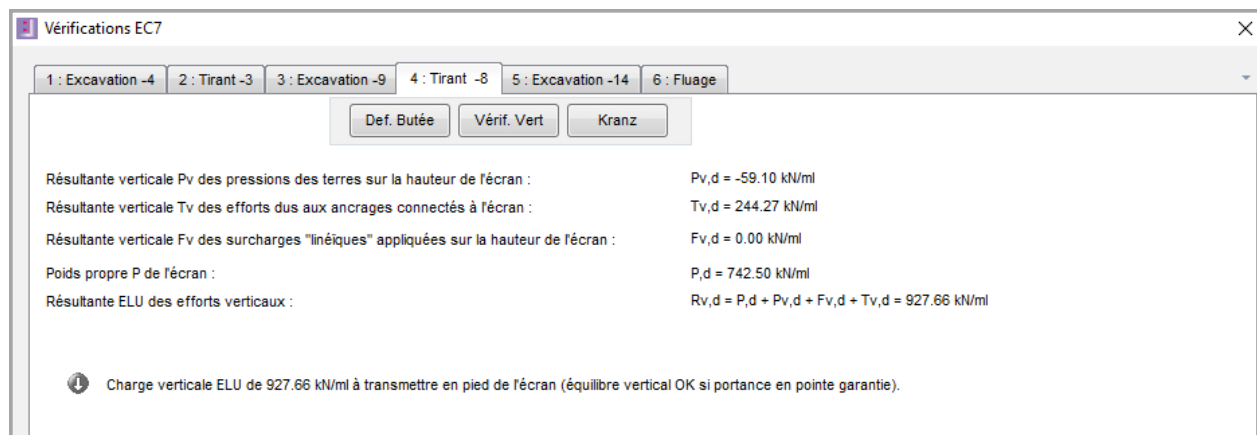 Vérifications EC7
1 : Excavation -4 2 : Tirant -3 3 : Excavation -9 4 : Tirant -8 5 : Excavation -14 6 : Fluage
Def. Butée Vérif. Vert Kranz
Résultante verticale Pv des pressions des terres sur la hauteur de l'écran : Pv,d = -59.10 kN/ml
Résultante verticale Tv des efforts dus aux ancrages connectés à l'écran : Tv,d = 244.27 kN/ml
Résultante verticale Fv des surcharges "linéïques" appliquées sur la hauteur de l'écran : Fv,d = 0.00 kN/ml
Poids propre P de l'écran : P,d = 742.50 kN/ml
Résultante ELU des efforts verticaux : Rv,d = P,d + Pv,d + Fv,d + Tv,d = 927.66 kN/ml
Charge verticale ELU de 927.66 kN/ml à transmettre en pied de l'écran (équilibre vertical OK si portance en pointe garantie).